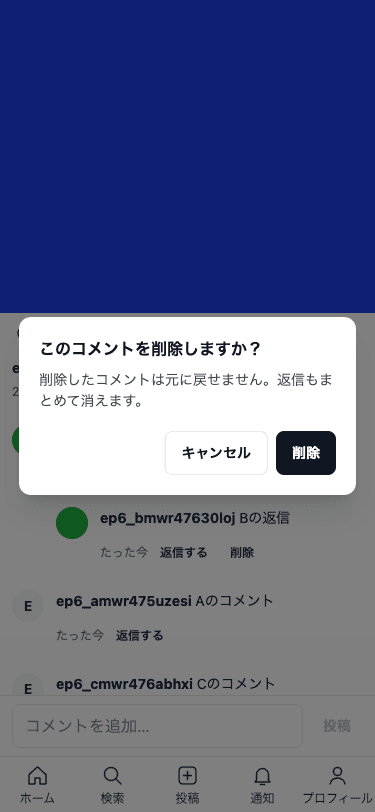 このコメントを削除しますか？
削除したコメントは元に戻せません。返信もま
とめて消えます。
キャンセル 削除
ep6_bmwr47630loj Bの返信
たった今 返信する 削除
E ep6_amwr475uzesi Aのコメント
たった今 返信する
E ep6_cmwr476abhxi Cのコメント
コメントを追加... 投稿
ホーム 検索 投稿 通知 プロフィール